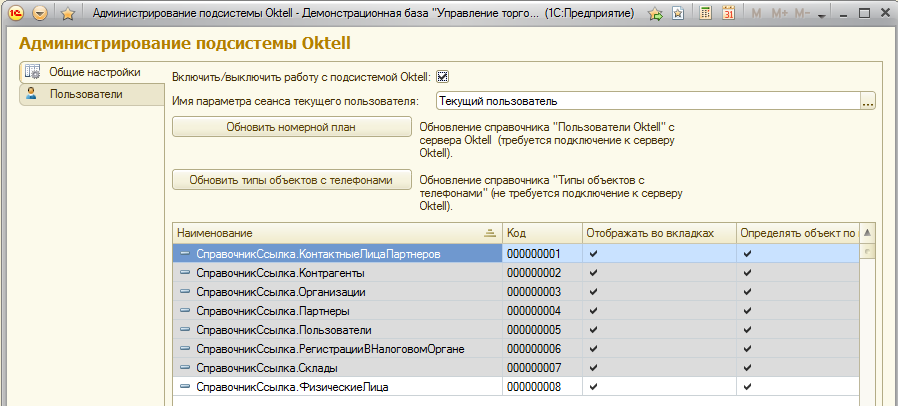 Администрирование подсистемы Oktell - Демонстрационная база "Управление торго... (1С:Предприятие)
M M+ M-
31
Администрирование подсистемы Oktell
Общие настройки
Пользователи
Включить/выключить работу с подсистемой Oktell:
Имя параметра сеанса текущего пользователя: Текущий пользователь ...
Обновить номерной план
Обновление справочника "Пользователи Oktell" с
сервера Oktell (требуется подключение к серверу
Oktell).
Обновить типы объектов с телефонами
Обновление справочника "Типы объектов с
телефонами" (не требуется подключение к серверу
Oktell).
Наименование Код Отображать во вкладках Определять объект по
СправочникСсылка.КонтактныеЛицаПартнеров 000000001
СправочникСсылка.Контрагенты 000000002
СправочникСсылка.Организации 000000003
СправочникСсылка.Партнеры 000000004
СправочникСсылка.Пользователи 000000005
СправочникСсылка.РегистрацииВНалоговомОргане 000000006
СправочникСсылка.Склады 000000007
СправочникСсылка.ФизическиеЛица 000000008